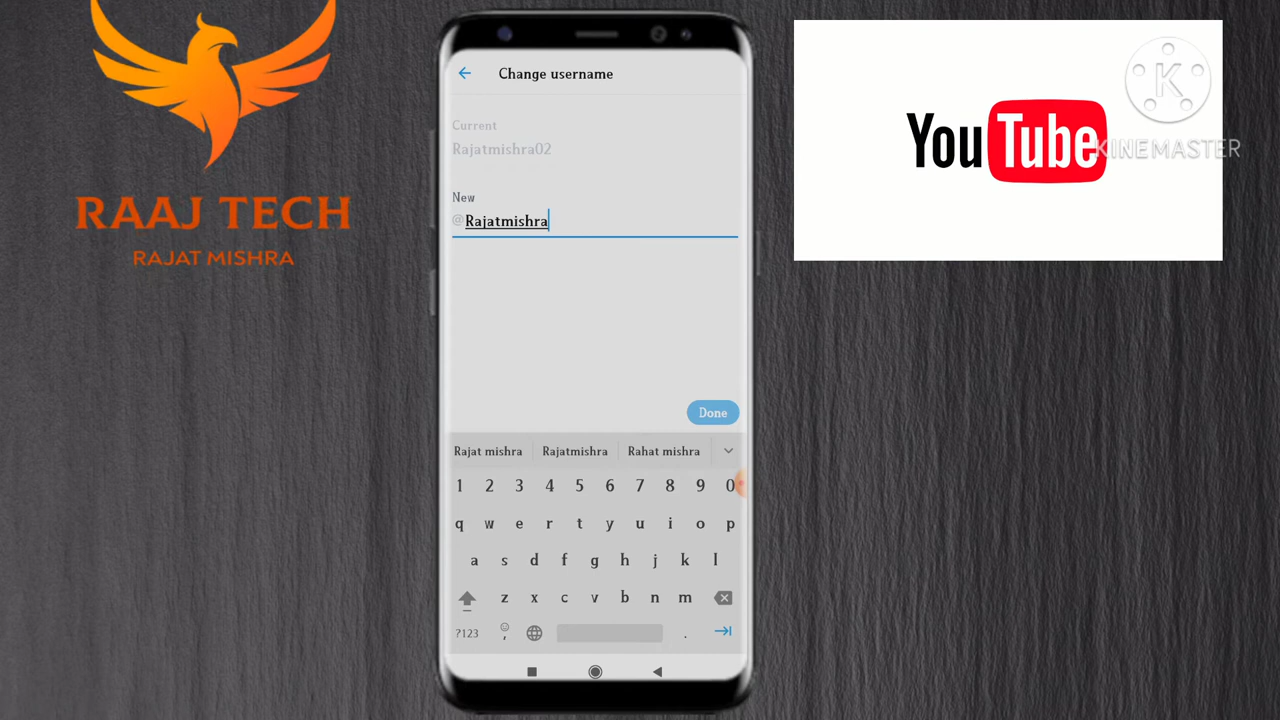 RAAJ TECH
RAJAT MISHRA
Change username
Current
Rajatmishra02
New
@Rajatmishra
Done
Rajat mishra Rajatmishra Rahat mishra
1 2 3 4 5 6 7 8 9 0
q w e r t y u i o p
a s d f g h j k l
z x c v b n m
?123 , .
YouTube
K
KINEMASTER